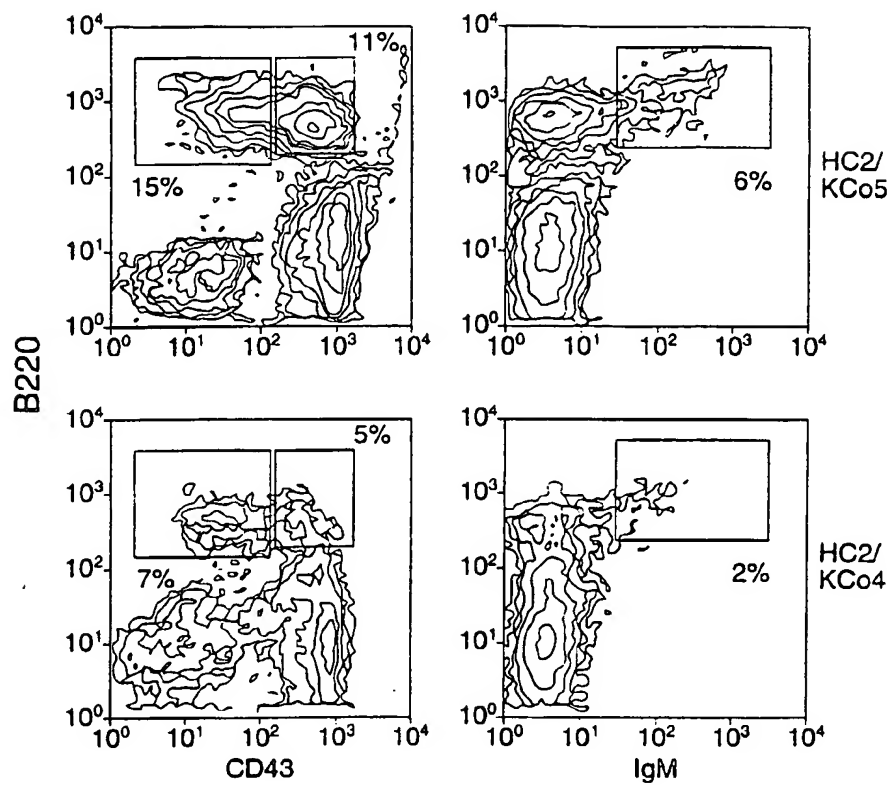 10⁴ 11% 10⁴
10³ 10³
10² 10² HC2/
15% 6% KCo5
10¹ 10¹
10⁰ 10⁰
10⁰ 10¹ 10² 10³ 10⁴ 10⁰ 10¹ 10² 10³ 10⁴
B220
10⁴ 5% 10⁴
10³ 10³
10² 10² HC2/
7% 2% KCo4
10¹ 10¹
10⁰ 10⁰
10⁰ 10¹ 10² 10³ 10⁴ 10⁰ 10¹ 10² 10³ 10⁴
CD43 IgM